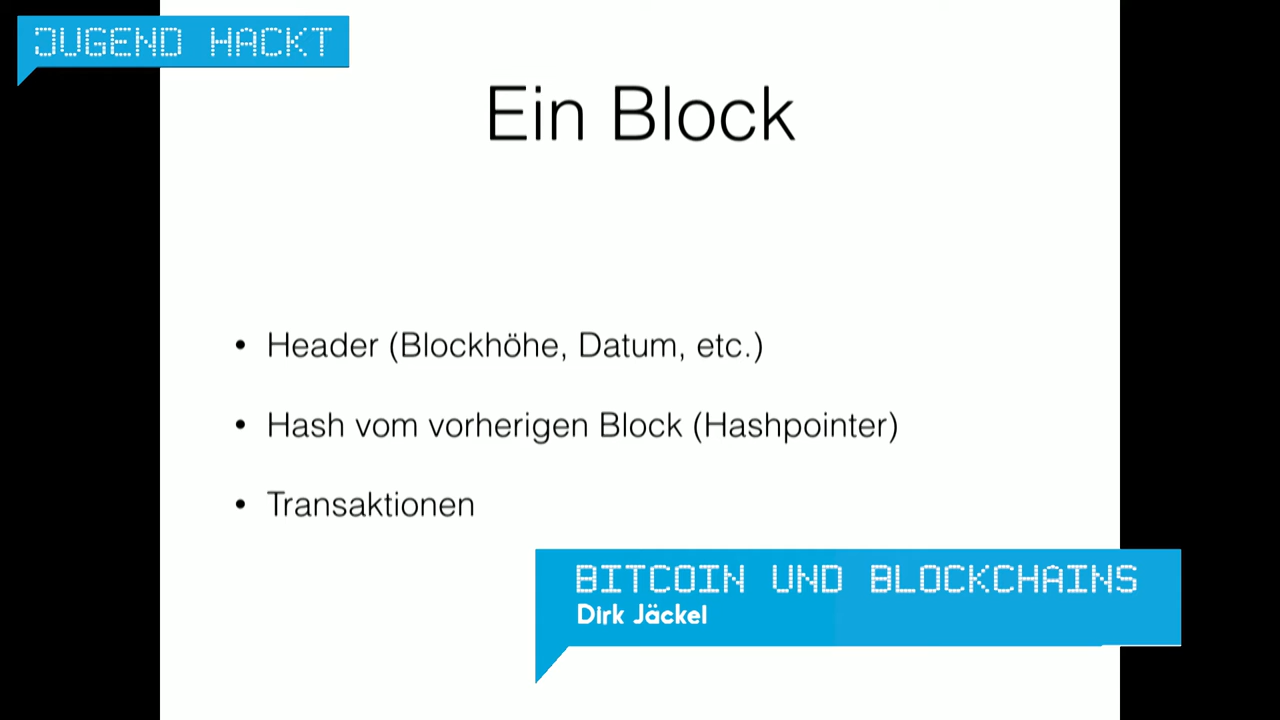 JUGEND HACKT
Ein Block
• Header (Blockhöhe, Datum, etc.)
• Hash vom vorherigen Block (Hashpointer)
• Transaktionen
BITCOIN UND BLOCKCHAINS
Dirk Jäckel